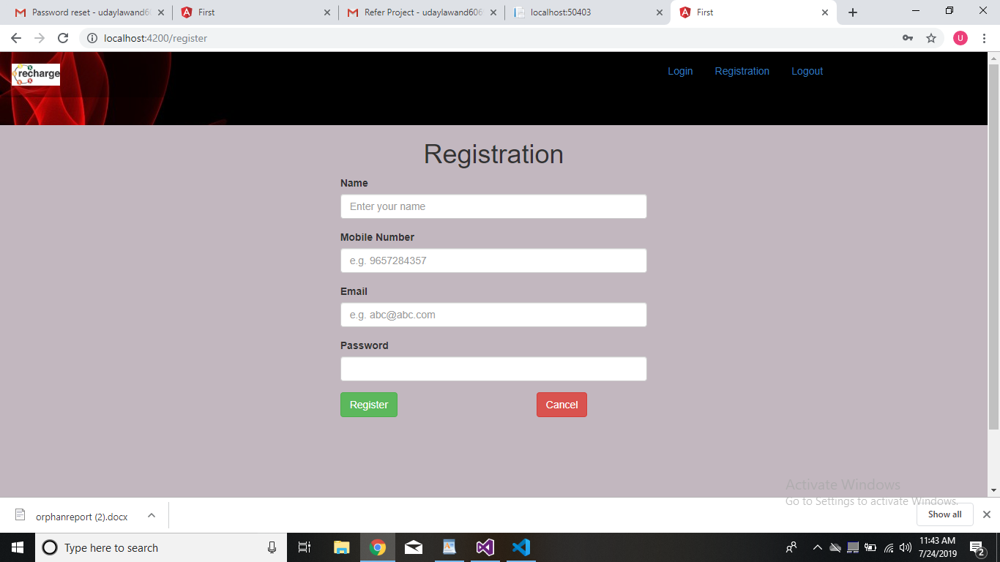 Password reset - udaylawand6
First
Refer Project - udaylawand606
localhost:50403
First
localhost:4200/register
U
recharge
Login
Registration
Logout
Registration
Name
Enter your name
Mobile Number
e.g. 9657284357
Email
e.g. abc@abc.com
Password
Register
Cancel
Activate Windows
Go to Settings to activate Windows.
orphanreport (2).docx
Show all
Type here to search
11:43 AM
7/24/2019
2